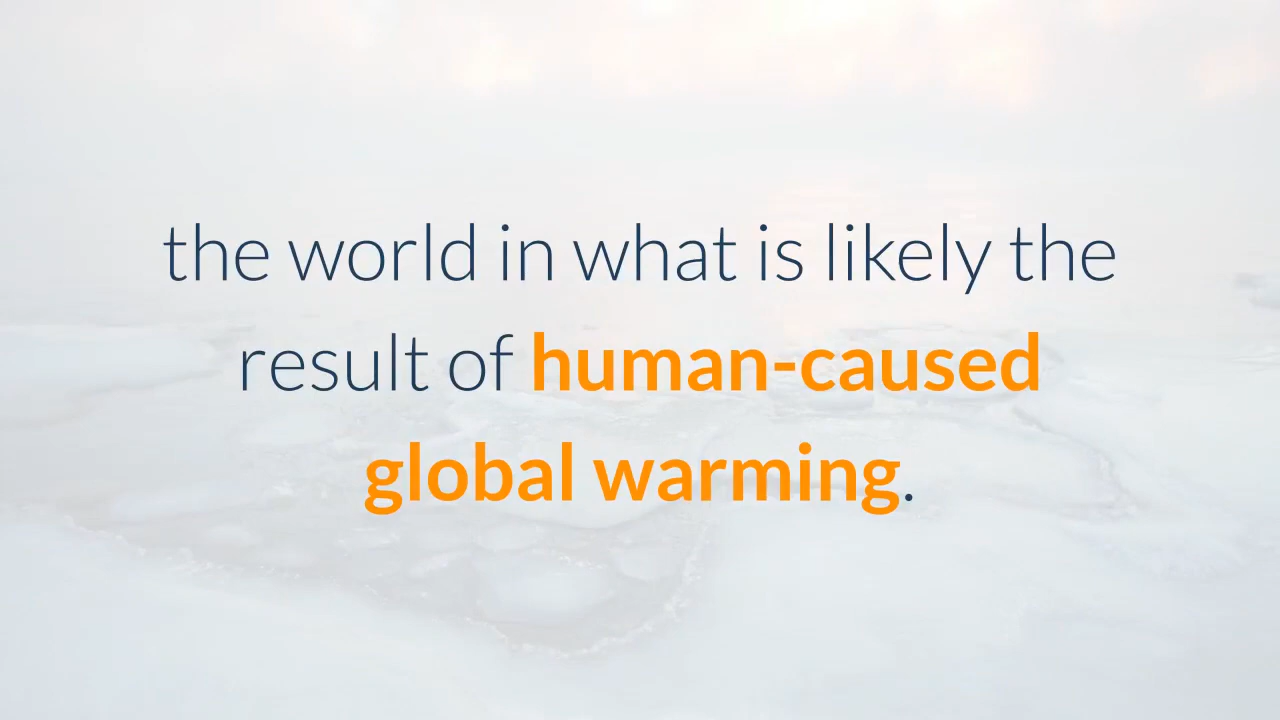 the world in what is likely the
result of human-caused
global warming.